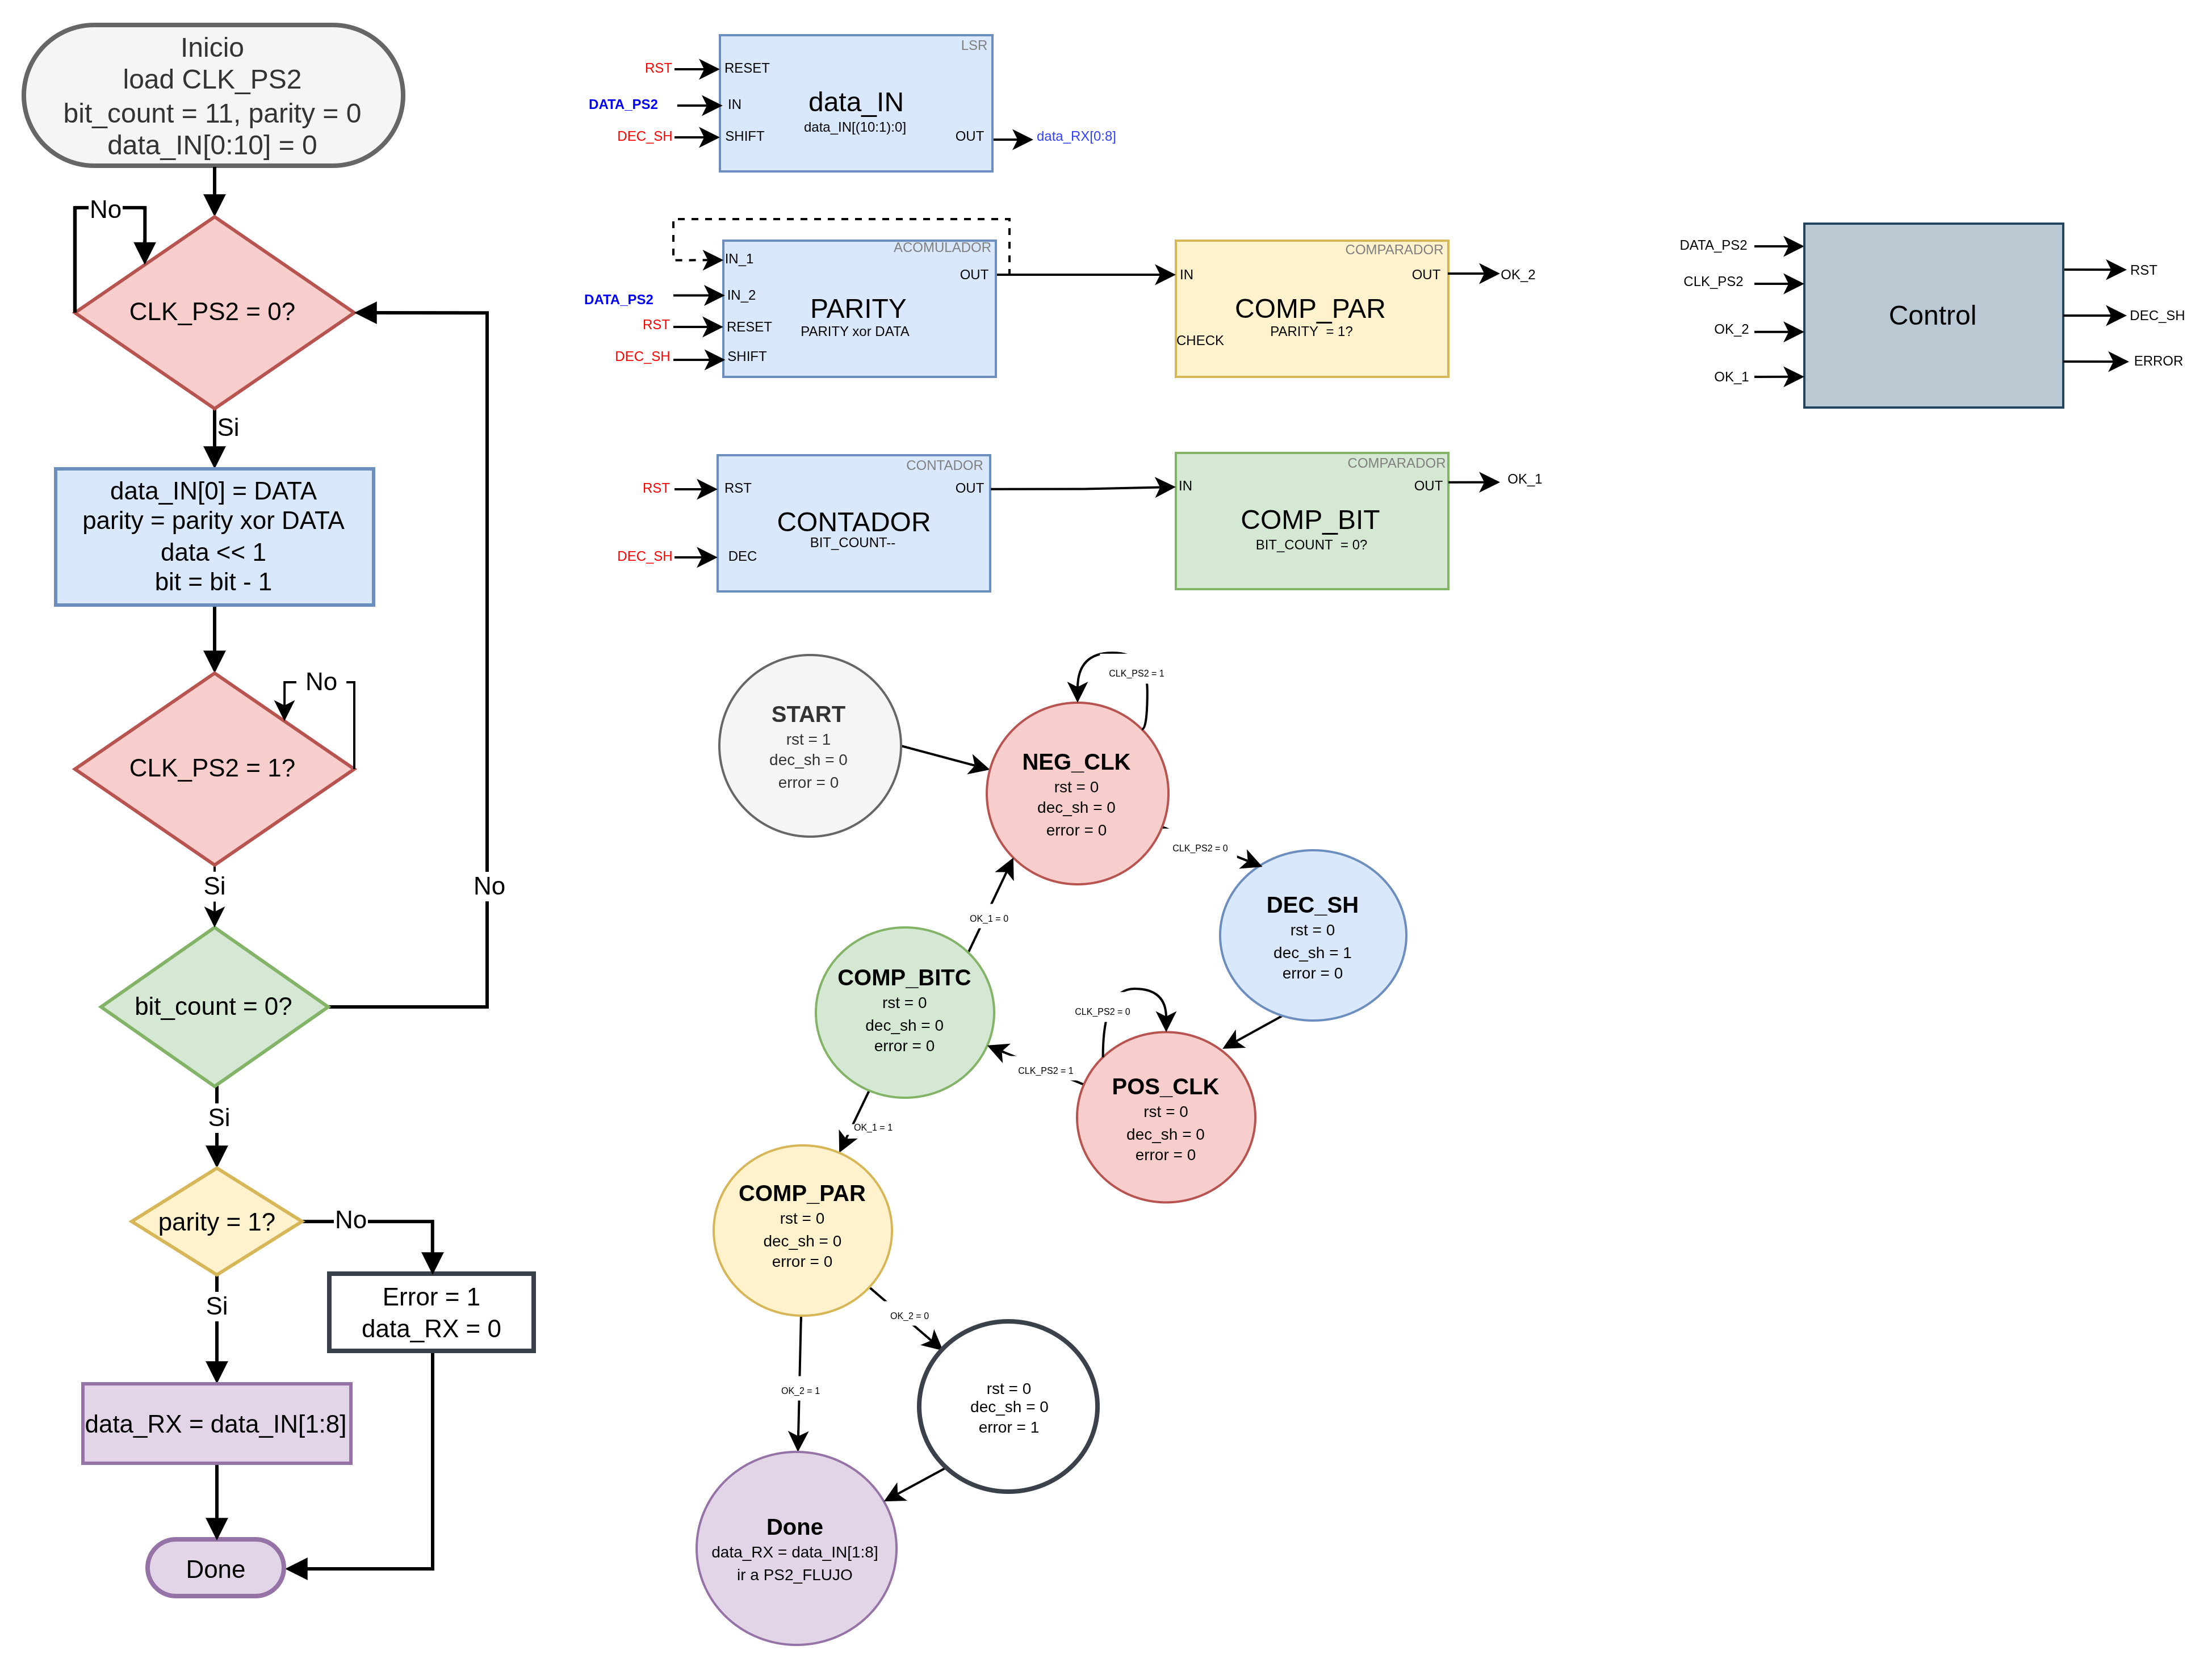 Inicio
load CLK_PS2
bit_count = 11, parity = 0
data_IN[0:10] = 0
No
CLK_PS2 = 0?
Si
data_IN[0] = DATA
parity = parity xor DATA
data << 1
bit = bit - 1
No
CLK_PS2 = 1?
Si
No
bit_count = 0?
Si
parity = 1?
No
Si
Error = 1
data_RX = 0
data_RX = data_IN[1:8]
Done
LSR
RST
RESET
DATA_PS2
IN
data_IN
data_IN[(10:1):0]
DEC_SH
SHIFT
OUT
data_RX[0:8]
ACOMULADOR
IN_1
OUT
DATA_PS2
IN_2
PARITY
PARITY xor DATA
RST
RESET
DEC_SH
SHIFT
COMPARADOR
IN
OUT
OK_2
COMP_PAR
PARITY = 1?
CHECK
DATA_PS2
CLK_PS2
OK_2
OK_1
Control
RST
DEC_SH
ERROR
CONTADOR
RST
RST
OUT
CONTADOR
BIT_COUNT--
DEC_SH
DEC
COMPARADOR
IN
OUT
OK_1
COMP_BIT
BIT_COUNT = 0?
START
rst = 1
dec_sh = 0
error = 0
CLK_PS2 = 1
NEG_CLK
rst = 0
dec_sh = 0
error = 0
CLK_PS2 = 0
DEC_SH
rst = 0
dec_sh = 1
error = 0
OK_1 = 0
COMP_BITC
rst = 0
dec_sh = 0
error = 0
CLK_PS2 = 0
CLK_PS2 = 1
POS_CLK
rst = 0
dec_sh = 0
error = 0
OK_1 = 1
COMP_PAR
rst = 0
dec_sh = 0
error = 0
OK_2 = 0
OK_2 = 1
rst = 0
dec_sh = 0
error = 1
Done
data_RX = data_IN[1:8]
ir a PS2_FLUJO